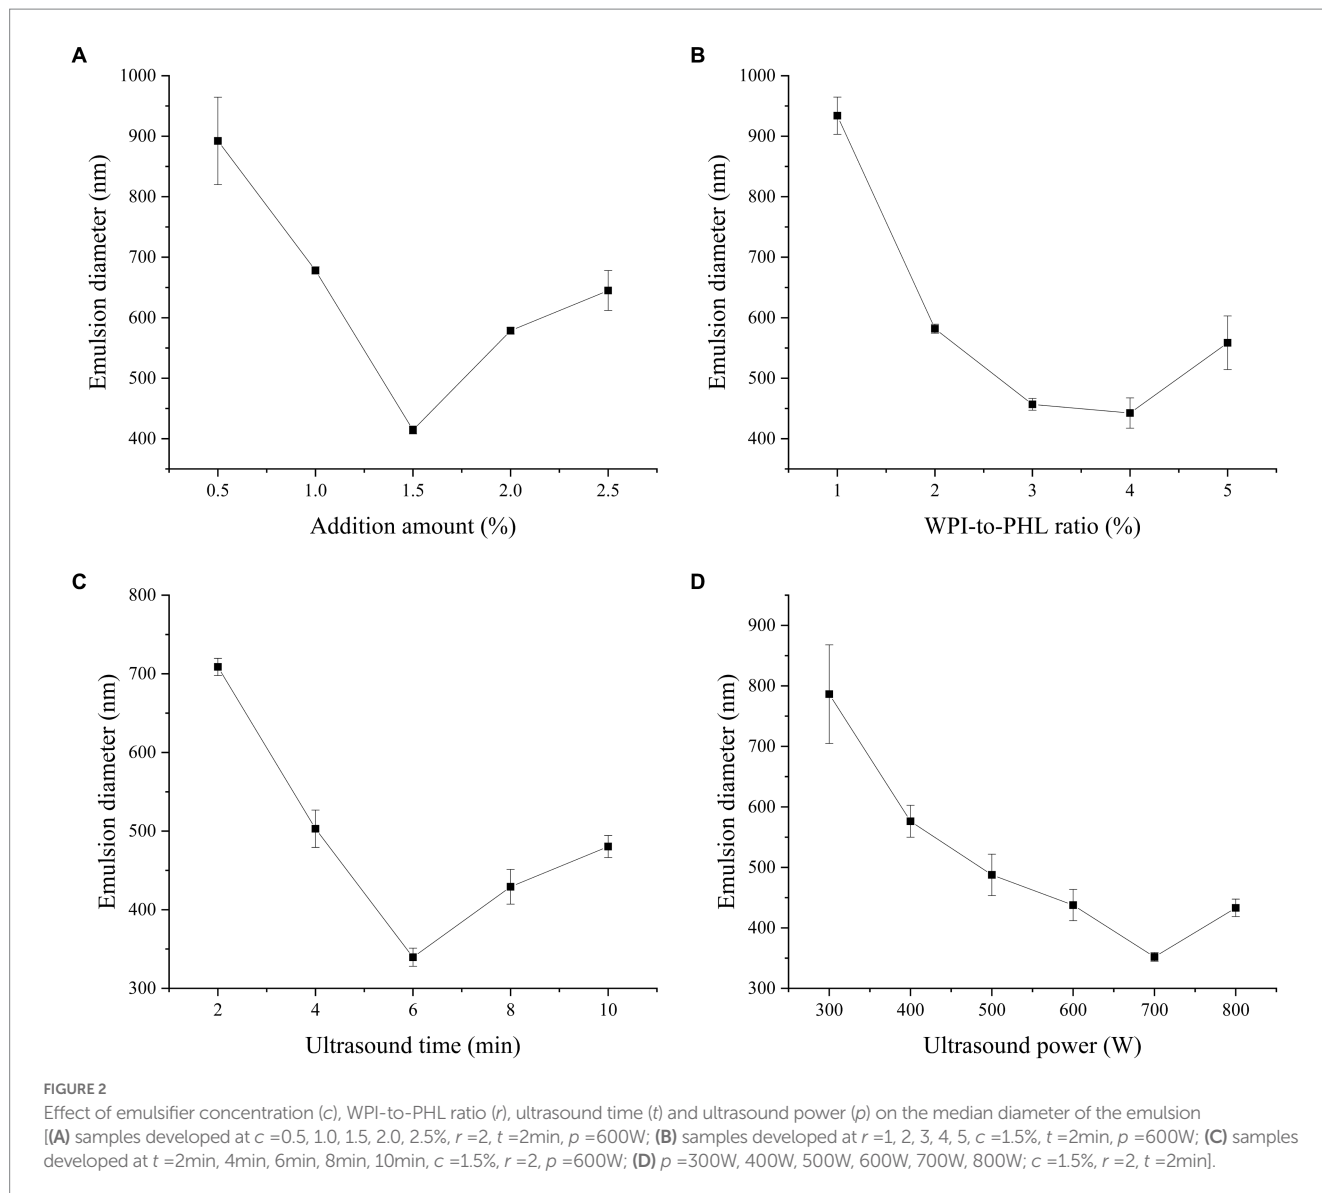 A
1000
900
800
700
600
500
400
Emulsion diameter (nm)
0.5 1.0 1.5 2.0 2.5
Addition amount (%)
B
1000
900
800
700
600
500
400
Emulsion diameter (nm)
1 2 3 4 5
WPI-to-PHL ratio (%)
C
800
700
600
500
400
300
Emulsion diameter (nm)
2 4 6 8 10
Ultrasound time (min)
D
900
800
700
600
500
400
300
Emulsion diameter (nm)
300 400 500 600 700 800
Ultrasound power (W)
FIGURE 2
Effect of emulsifier concentration (c), WPI-to-PHL ratio (r), ultrasound time (t) and ultrasound power (p) on the median diameter of the emulsion
[(A) samples developed at c =0.5, 1.0, 1.5, 2.0, 2.5%, r =2, t =2min, p =600W; (B) samples developed at r =1, 2, 3, 4, 5, c =1.5%, t =2min, p =600W; (C) samples
developed at t =2min, 4min, 6min, 8min, 10min, c =1.5%, r =2, p =600W; (D) p =300W, 400W, 500W, 600W, 700W, 800W; c =1.5%, r =2, t =2min].